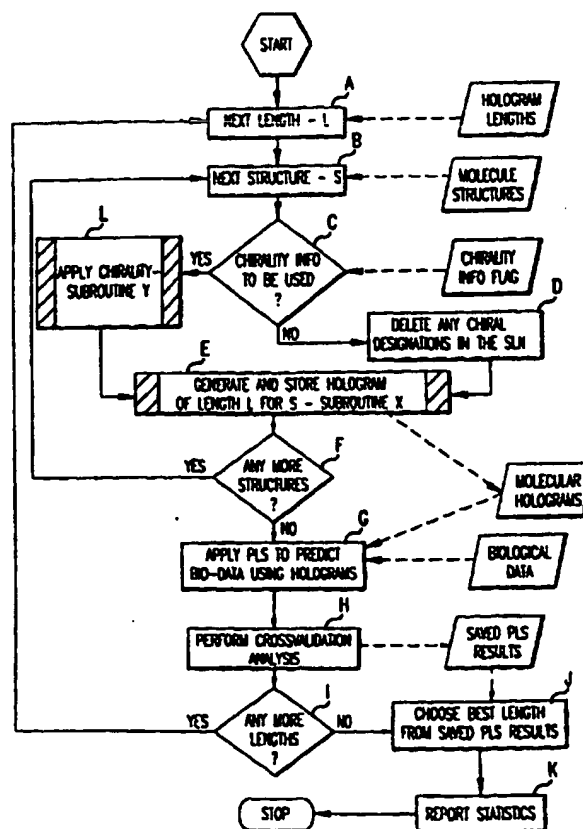 START
A
NEXT LENGTH - L
HOLOGRAM
LENGTHS
B
NEXT STRUCTURE - S
MOLECULE
STRUCTURES
L
C
APPLY CHIRALITY-
SUBROUTINE Y
YES
CHIRALITY INFO
TO BE USED
?
CHIRALITY
INFO FLAG
D
NO
DELETE ANY CHIRAL
DESIGNATIONS IN THE SLN
E
GENERATE AND STORE HOLOGRAM
OF LENGTH L FOR S - SUBROUTINE X
F
YES
ANY MORE
STRUCTURES
?
MOLECULAR
HOLOGRAMS
NO
G
APPLY PLS TO PREDICT
BIO-DATA USING HOLOGRAMS
BIOLOGICAL
DATA
H
PERFORM CROSSVALIDATION
ANALYSIS
SAVED PLS
RESULTS
I
J
YES
ANY MORE
LENGTHS
?
NO
CHOOSE BEST LENGTH
FROM SAVED PLS RESULTS
K
STOP
REPORT STATISTICS